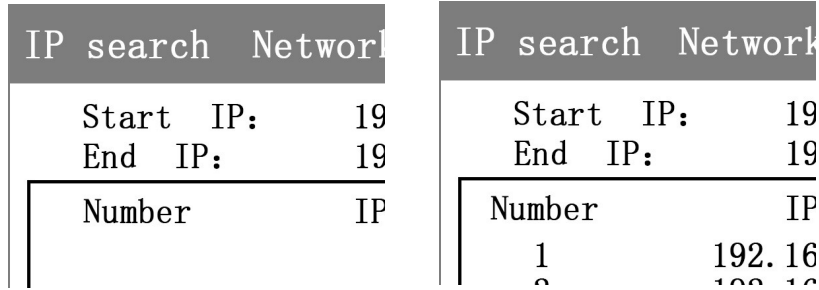 IP search Network
Start IP: 19
End IP: 19
Number IP
IP search Network
Start IP: 19
End IP: 19
Number IP
1 192.16